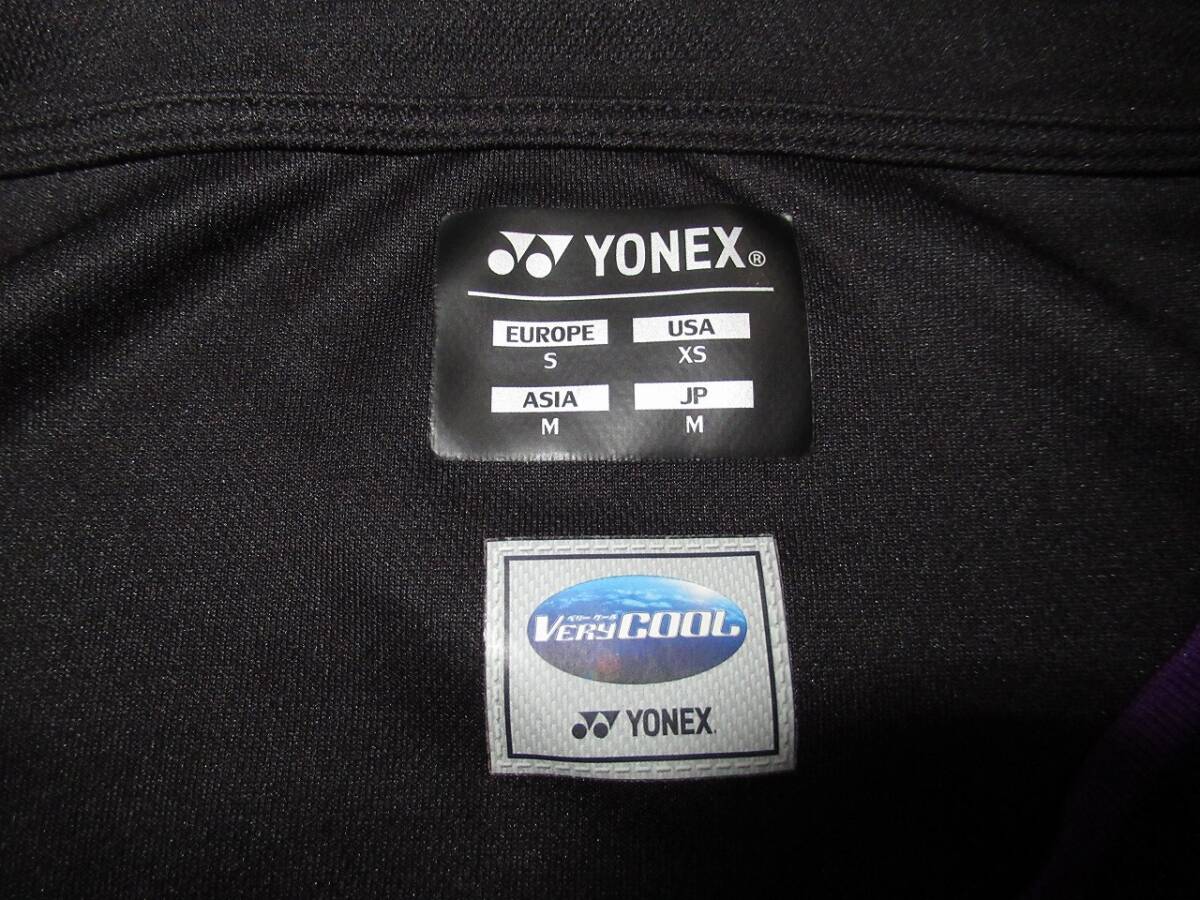 YONEX®
EUROPE USA
S XS
ASIA JP
M M
ベリークール
VERYCOOL
YONEX.